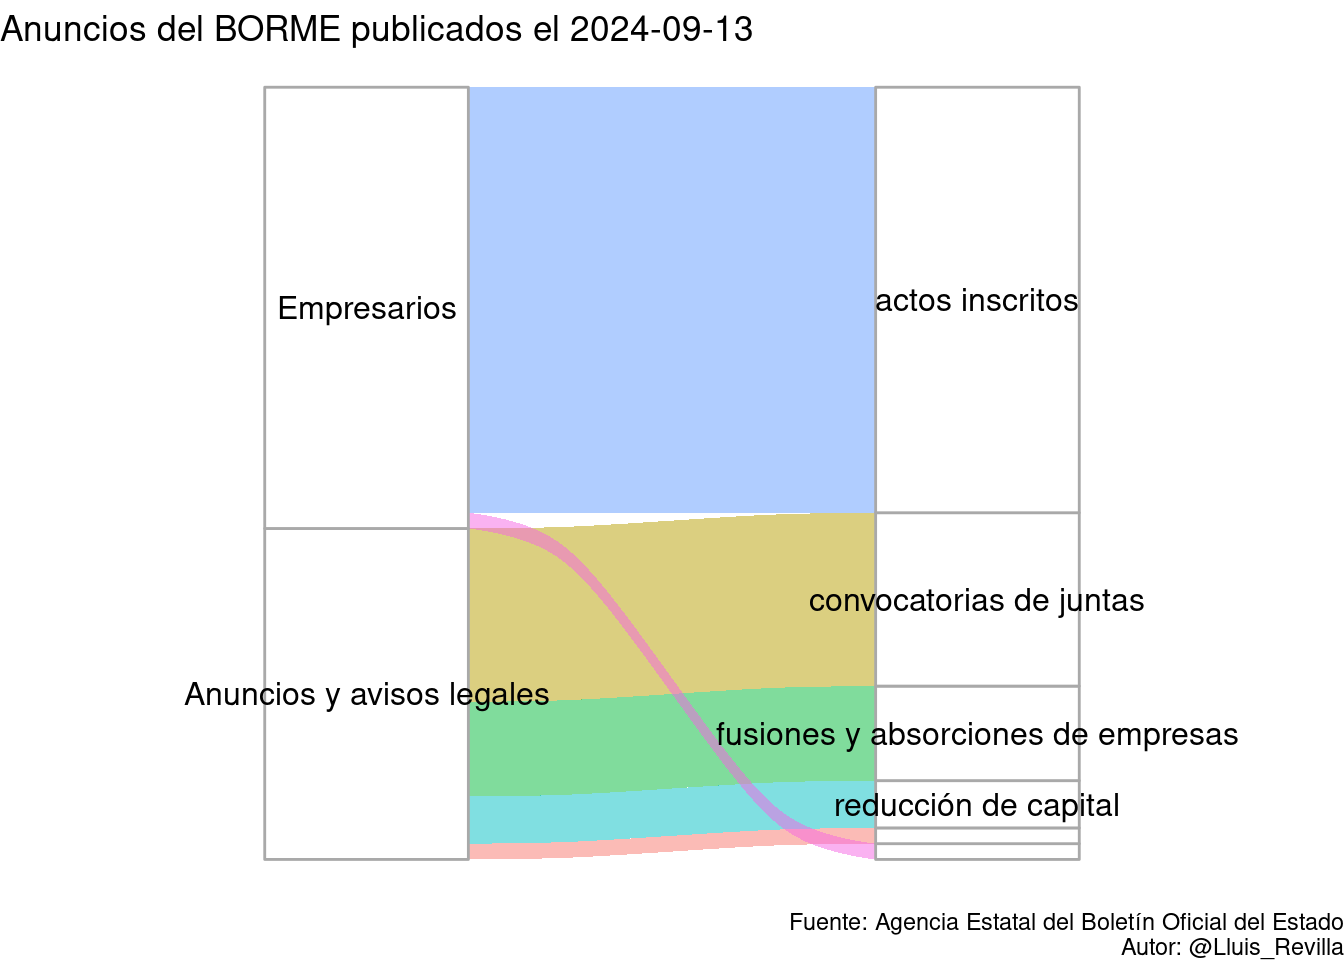 Anuncios del BORME publicados el 2024-09-13
Empresarios
actos inscritos
convocatorias de juntas
Anuncios y avisos legales
fusiones y absorciones de empresas
reducción de capital
Fuente: Agencia Estatal del Boletín Oficial del Estado
Autor: @Lluis_Revilla